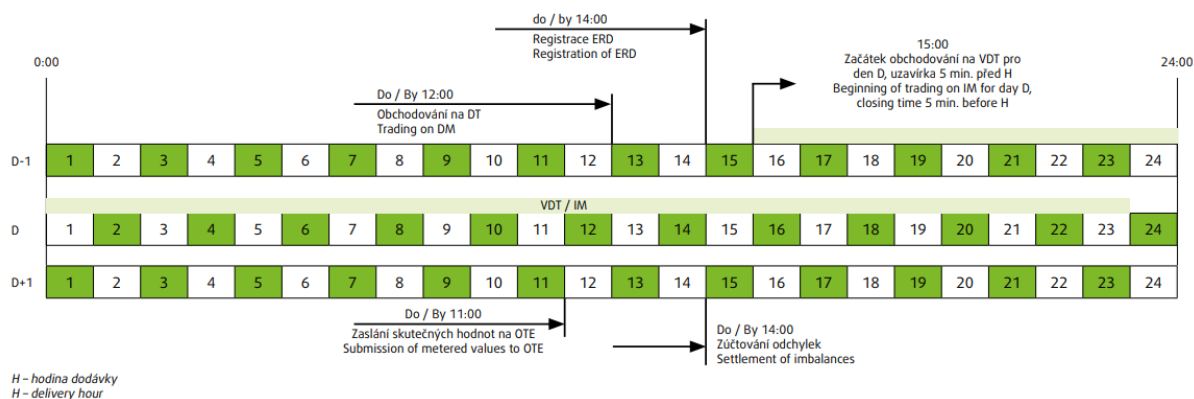 do / by 14:00
Registrace ERD
Registration of ERD
15:00
Začátek obchodování na VDT pro
den D, uzavírka 5 min. před H
Beginning of trading on IM for day D,
closing time 5 min. before H
0:00
24:00
Do / By 12:00
Obchodování na DT
Trading on DM
D-1 1 2 3 4 5 6 7 8 9 10 11 12 13 14 15 16 17 18 19 20 21 22 23 24
VDT / IM
D 1 2 3 4 5 6 7 8 9 10 11 12 13 14 15 16 17 18 19 20 21 22 23 24
D+1 1 2 3 4 5 6 7 8 9 10 11 12 13 14 15 16 17 18 19 20 21 22 23 24
Do / By 11:00
Zaslání skutečných hodnot na OTE
Submission of metered values to OTE
Do / By 14:00
Zúčtování odchylek
Settlement of imbalances
H – hodina dodávky
H – delivery hour